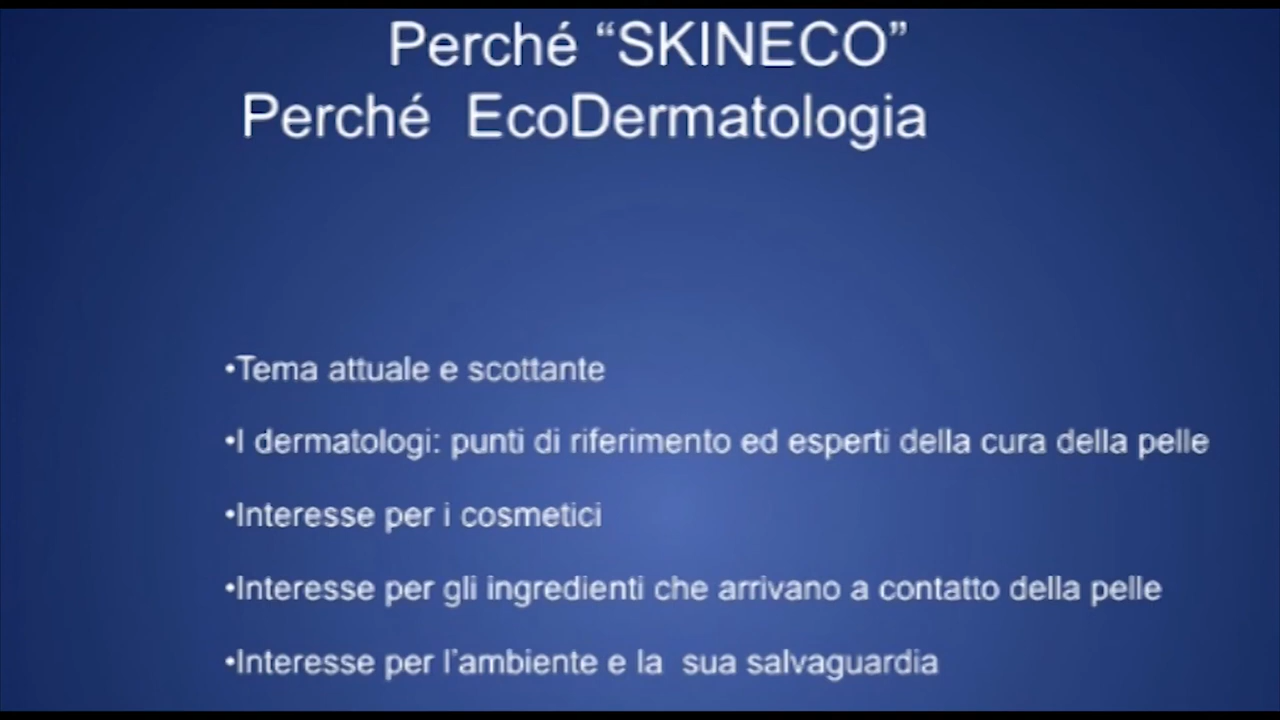 Perché “SKINECO”
Perché EcoDermatologia
•Tema attuale e scottante
•I dermatologi: punti di riferimento ed esperti della cura della pelle
•Interesse per i cosmetici
•Interesse per gli ingredienti che arrivano a contatto della pelle
•Interesse per l’ambiente e la sua salvaguardia